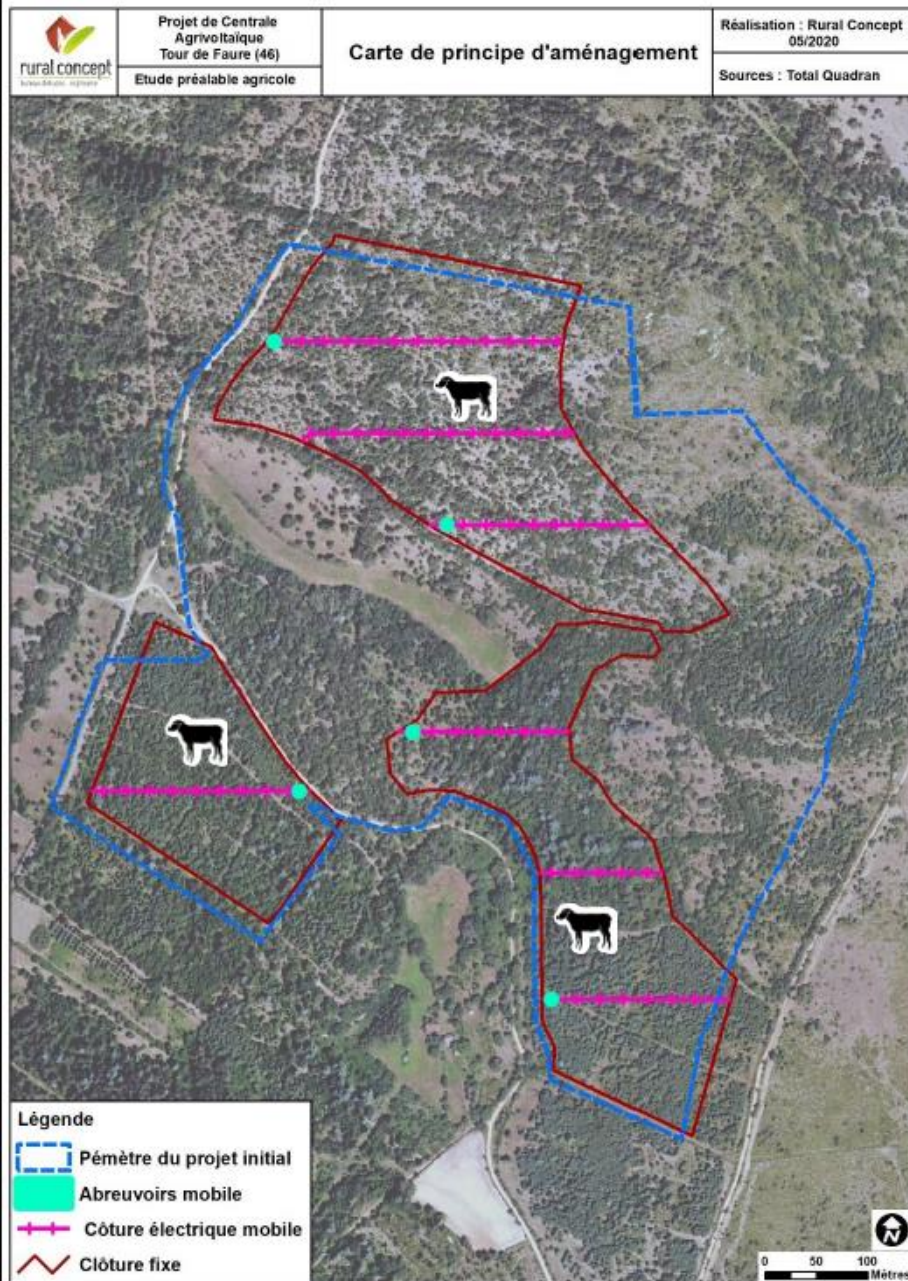 rural concept
Projet de Centrale
Agrivoltaïque
Tour de Faure (46)
Etude préalable agricole
Carte de principe d'aménagement
Réalisation : Rural Concept
05/2020
Sources : Total Quadran
Légende
Pémètre du projet initial
Abreuvoirs mobile
Côture électrique mobile
Clôture fixe
N
0 50 100
Mètres